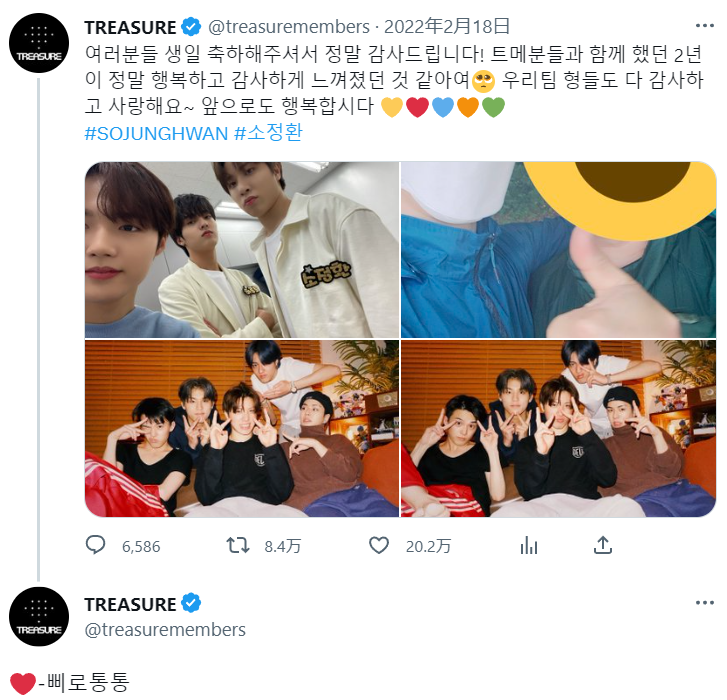 TREASURE
TREASURE @treasuremembers · 2022年2月18日
여러분들 생일 축하해주셔서 정말 감사드립니다! 트메분들과 함께 했던 2년
이 정말 행복하고 감사하게 느껴졌던 것 같아여🥺 우리팀 형들도 다 감사하
고 사랑해요~ 앞으로도 행복합시다 💛❤️💙🧡💚
#SOJUNGHWAN #소정환
소정환
6,586 8.4万 20.2万
TREASURE
TREASURE
@treasuremembers
❤️-삐로통통